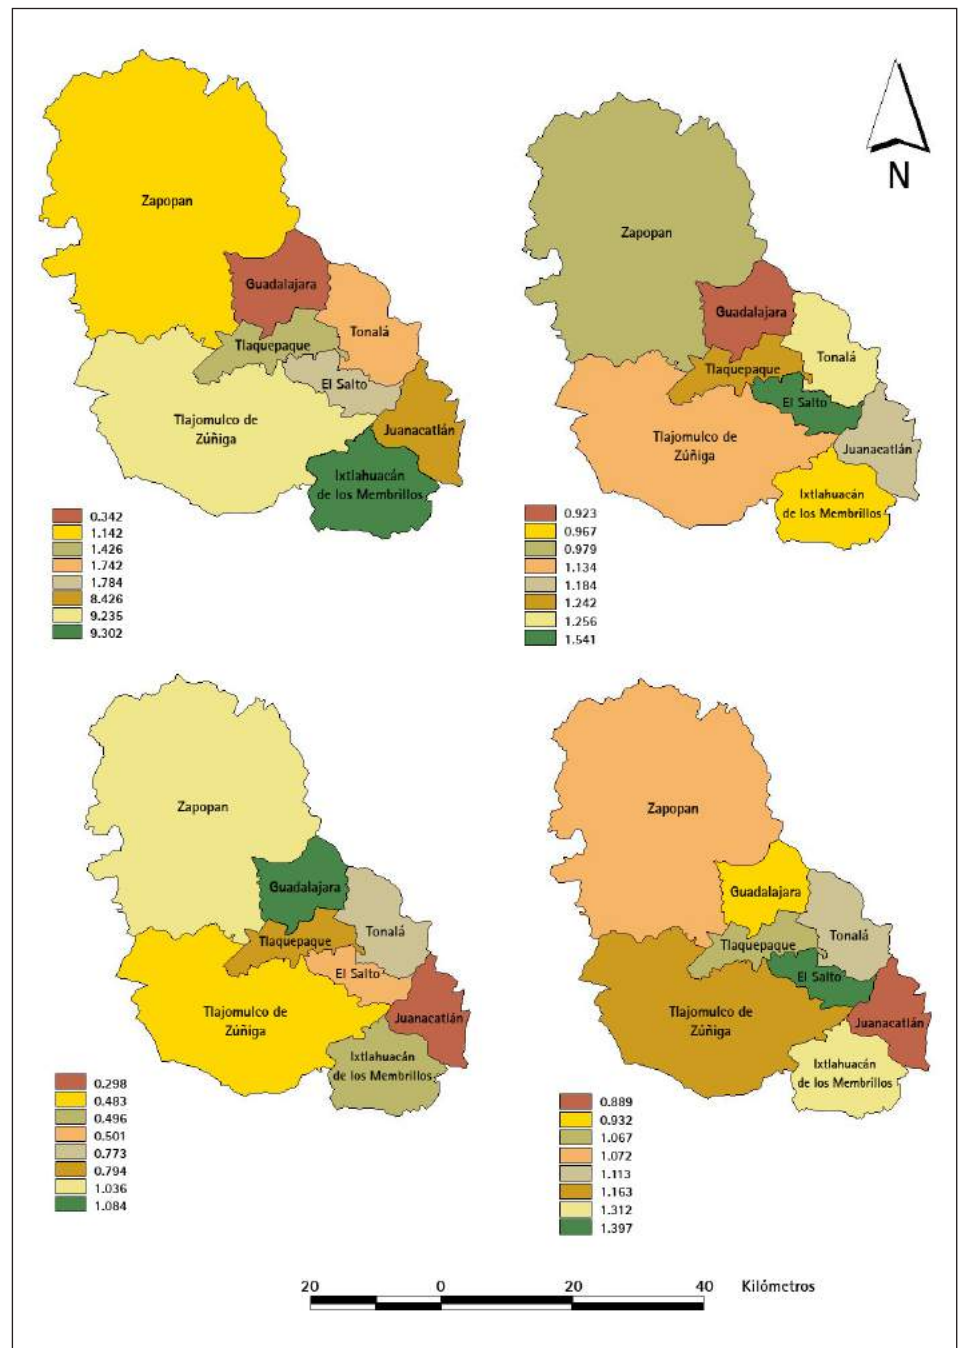 N
Zapopan
Guadalajara
Tonalá
Tlaquepaque
El Salto
Tlajomulco de
Zúñiga
Juanacatlán
Ixtlahuacán
de los Membrillos
0.342
1.142
1.426
1.742
1.784
8.426
9.235
9.302
Zapopan
Guadalajara
Tonalá
Tlaquepaque
El Salto
Tlajomulco de
Zúñiga
Juanacatlán
Ixtlahuacán
de los Membrillos
0.923
0.967
0.979
1.134
1.184
1.242
1.256
1.541
Zapopan
Guadalajara
Tonalá
Tlaquepaque
El Salto
Tlajomulco de
Zúñiga
Juanacatlán
Ixtlahuacán
de los Membrillos
0.298
0.483
0.496
0.501
0.773
0.794
1.036
1.084
Zapopan
Guadalajara
Tonalá
Tlaquepaque
El Salto
Tlajomulco de
Zúñiga
Juanacatlán
Ixtlahuacán
de los Membrillos
0.889
0.932
1.067
1.072
1.113
1.163
1.312
1.397
20 0 20 40 Kilómetros